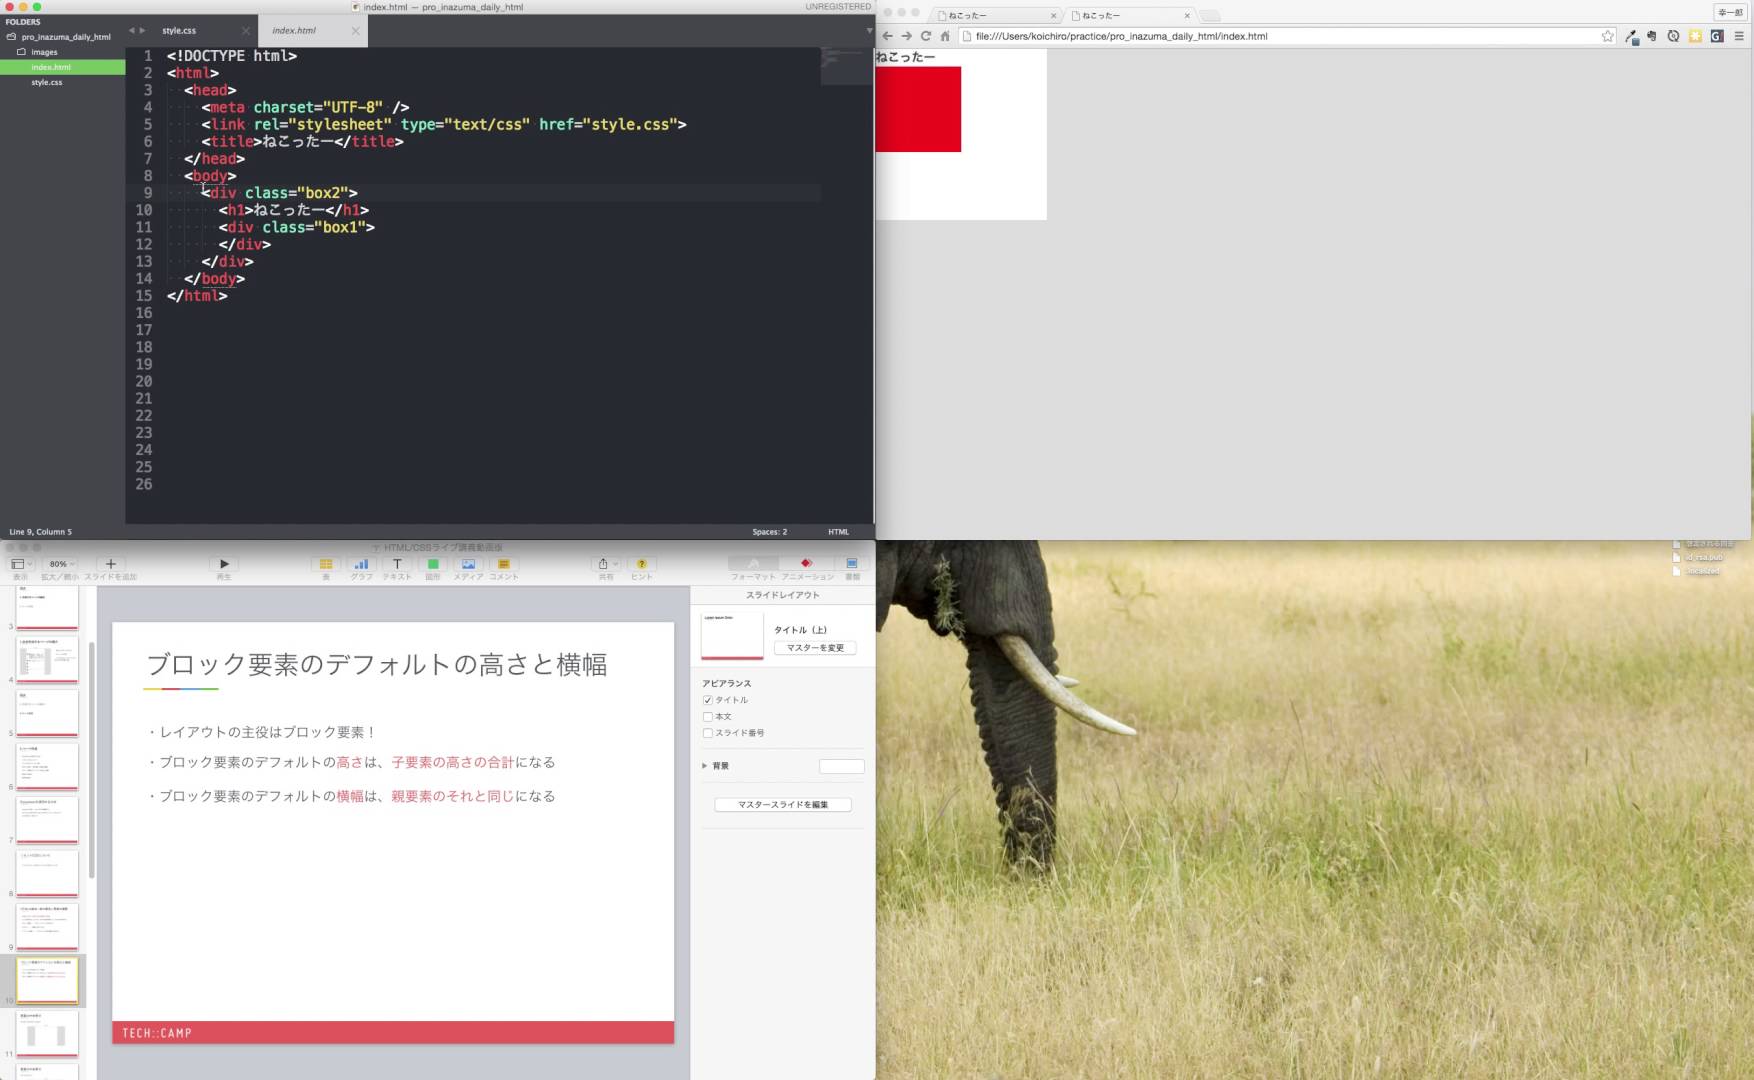 index.html — pro_inazuma_daily_html
UNREGISTERED
FOLDERS
pro_inazuma_daily_html
images
index.html
style.css
style.css
index.html
1 <!DOCTYPE html>
2 <html>
3 <head>
4 <meta charset="UTF-8" />
5 <link rel="stylesheet" type="text/css" href="style.css">
6 <title>ねこったー</title>
7 </head>
8 <body>
9 <div class="box2">
10 <h1>ねこったー</h1>
11 <div class="box1">
12 </div>
13 </div>
14 </body>
15 </html>
16
17
18
19
20
21
22
23
24
25
26
Line 9, Column 5
Spaces: 2
HTML
ねこったー
ねこったー
幸一郎
file:///Users/koichiro/practice/pro_inazuma_daily_html/index.html
ねこったー
HTML/CSSライブ講義動画版
80%
表示
拡大/縮小
スライドを追加
再生
表
グラフ
テキスト
図形
メディア
コメント
共有
ヒント
フォーマット
アニメーション
書類
3
4
5
6
7
8
9
10
11
ブロック要素のデフォルトの高さと横幅
・レイアウトの主役はブロック要素！
・ブロック要素のデフォルトの高さは、子要素の高さの合計になる
・ブロック要素のデフォルトの横幅は、親要素のそれと同じになる
TECH::CAMP
スライドレイアウト
タイトル（上）
マスターを変更
アピアランス
タイトル
本文
スライド番号
背景
マスタースライドを編集
id_rsa.pub